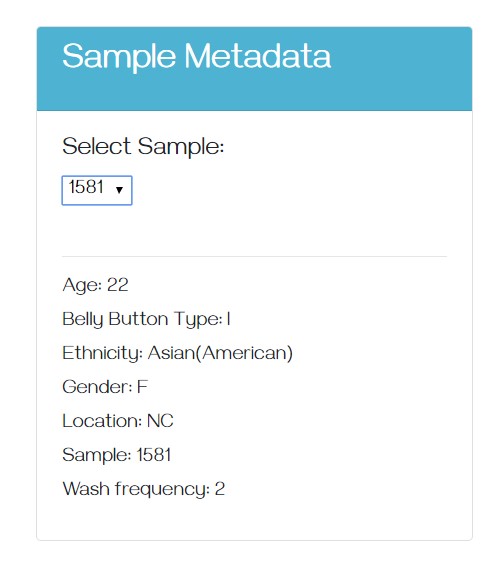 Sample Metadata
Select Sample:
1581
Age: 22
Belly Button Type: I
Ethnicity: Asian(American)
Gender: F
Location: NC
Sample: 1581
Wash frequency: 2